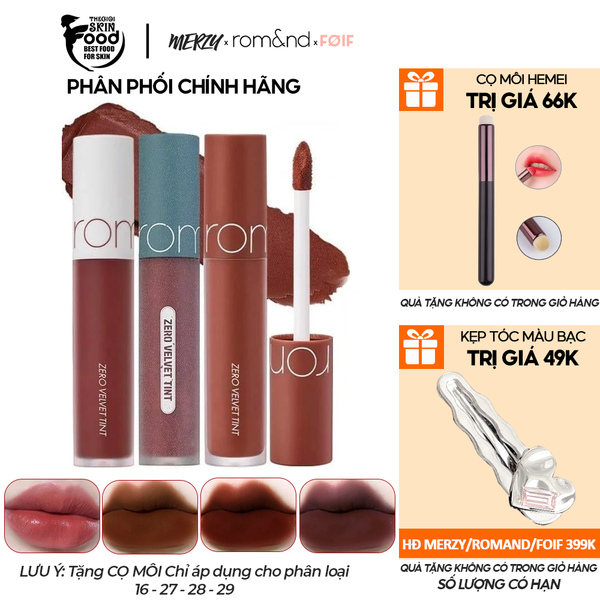 THEGIOI
SKIN
Food
BEST FOOD
FOR SKIN
MERZY x rom&nd x FØIF
PHÂN PHỐI CHÍNH HÃNG
rom
rom
rom
rom
ZERO VELVET TINT
ZERO VELVET TINT
ZERO VELVET TINT
LƯU Ý: Tặng CỌ MÔI Chỉ áp dụng cho phân loại
16 - 27 - 28 - 29
CỌ MÔI HEMEI
TRỊ GIÁ 66K
QUÀ TẶNG KHÔNG CÓ TRONG GIỎ HÀNG
KẸP TÓC MÀU BẠC
TRỊ GIÁ 49K
HĐ MERZY/ROMAND/FOIF 399K
QUÀ TẶNG KHÔNG CÓ TRONG GIỎ HÀNG
SỐ LƯỢNG CÓ HẠN